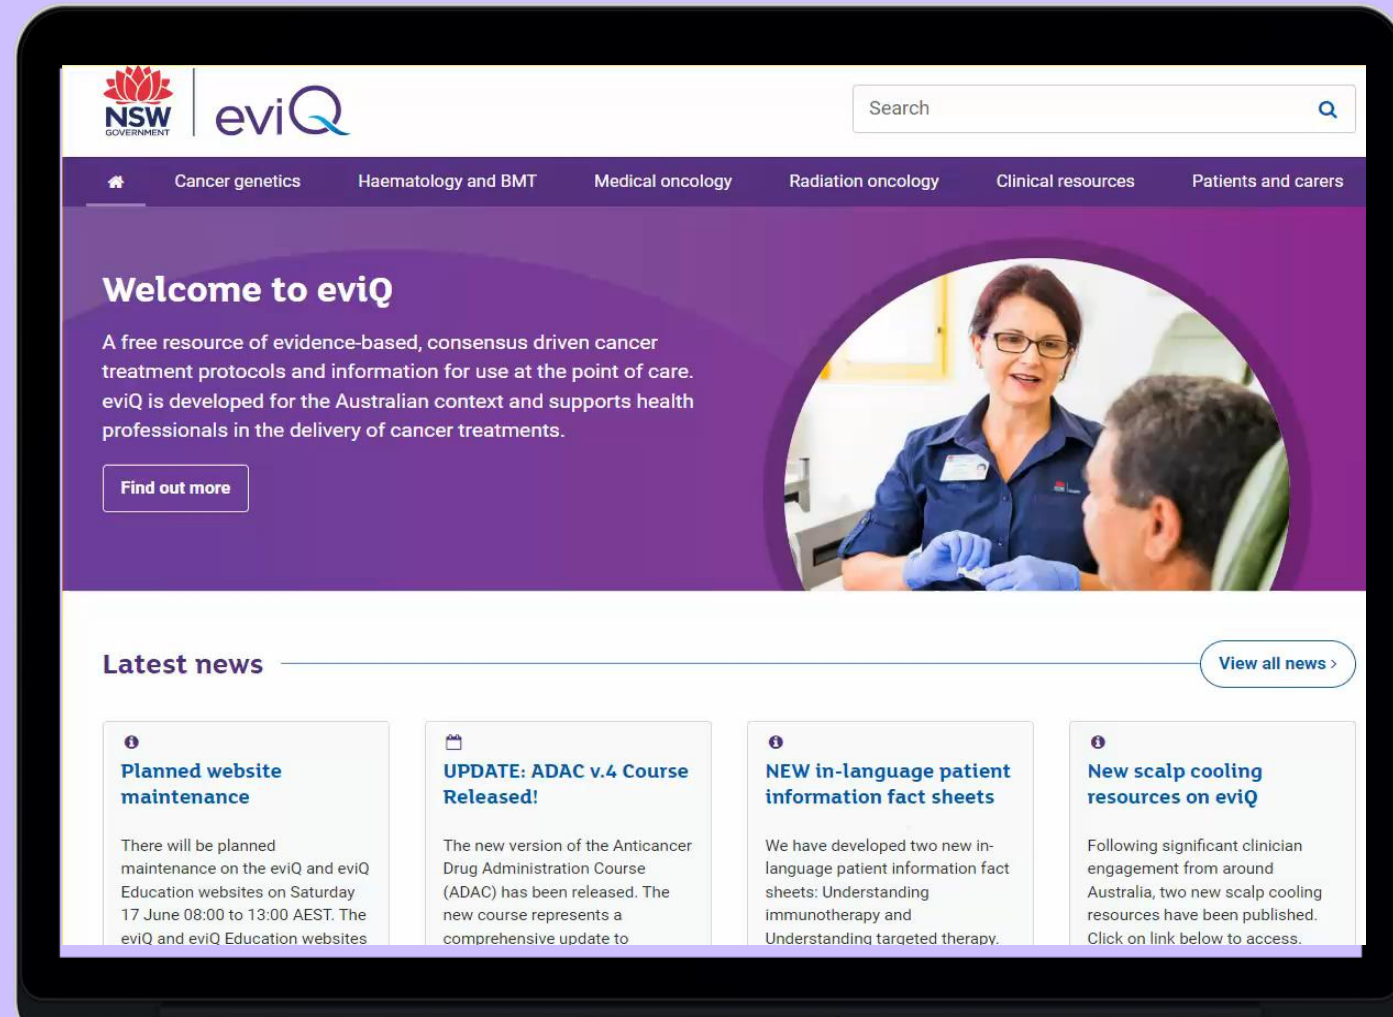 NSW
GOVERNMENT
eviQ
Search
Cancer genetics
Haematology and BMT
Medical oncology
Radiation oncology
Clinical resources
Patients and carers
Welcome to eviQ
A free resource of evidence-based, consensus driven cancer
treatment protocols and information for use at the point of care.
eviQ is developed for the Australian context and supports health
professionals in the delivery of cancer treatments.
Find out more
Latest news
View all news >
Planned website
maintenance
There will be planned
maintenance on the eviQ and eviQ
Education websites on Saturday
17 June 08:00 to 13:00 AEST. The
eviQ and eviQ Education websites
UPDATE: ADAC v.4 Course
Released!
The new version of the Anticancer
Drug Administration Course
(ADAC) has been released. The
new course represents a
comprehensive update to
NEW in-language patient
information fact sheets
We have developed two new in-
language patient information fact
sheets: Understanding
immunotherapy and
Understanding targeted therapy.
New scalp cooling
resources on eviQ
Following significant clinician
engagement from around
Australia, two new scalp cooling
resources have been published.
Click on link below to access.